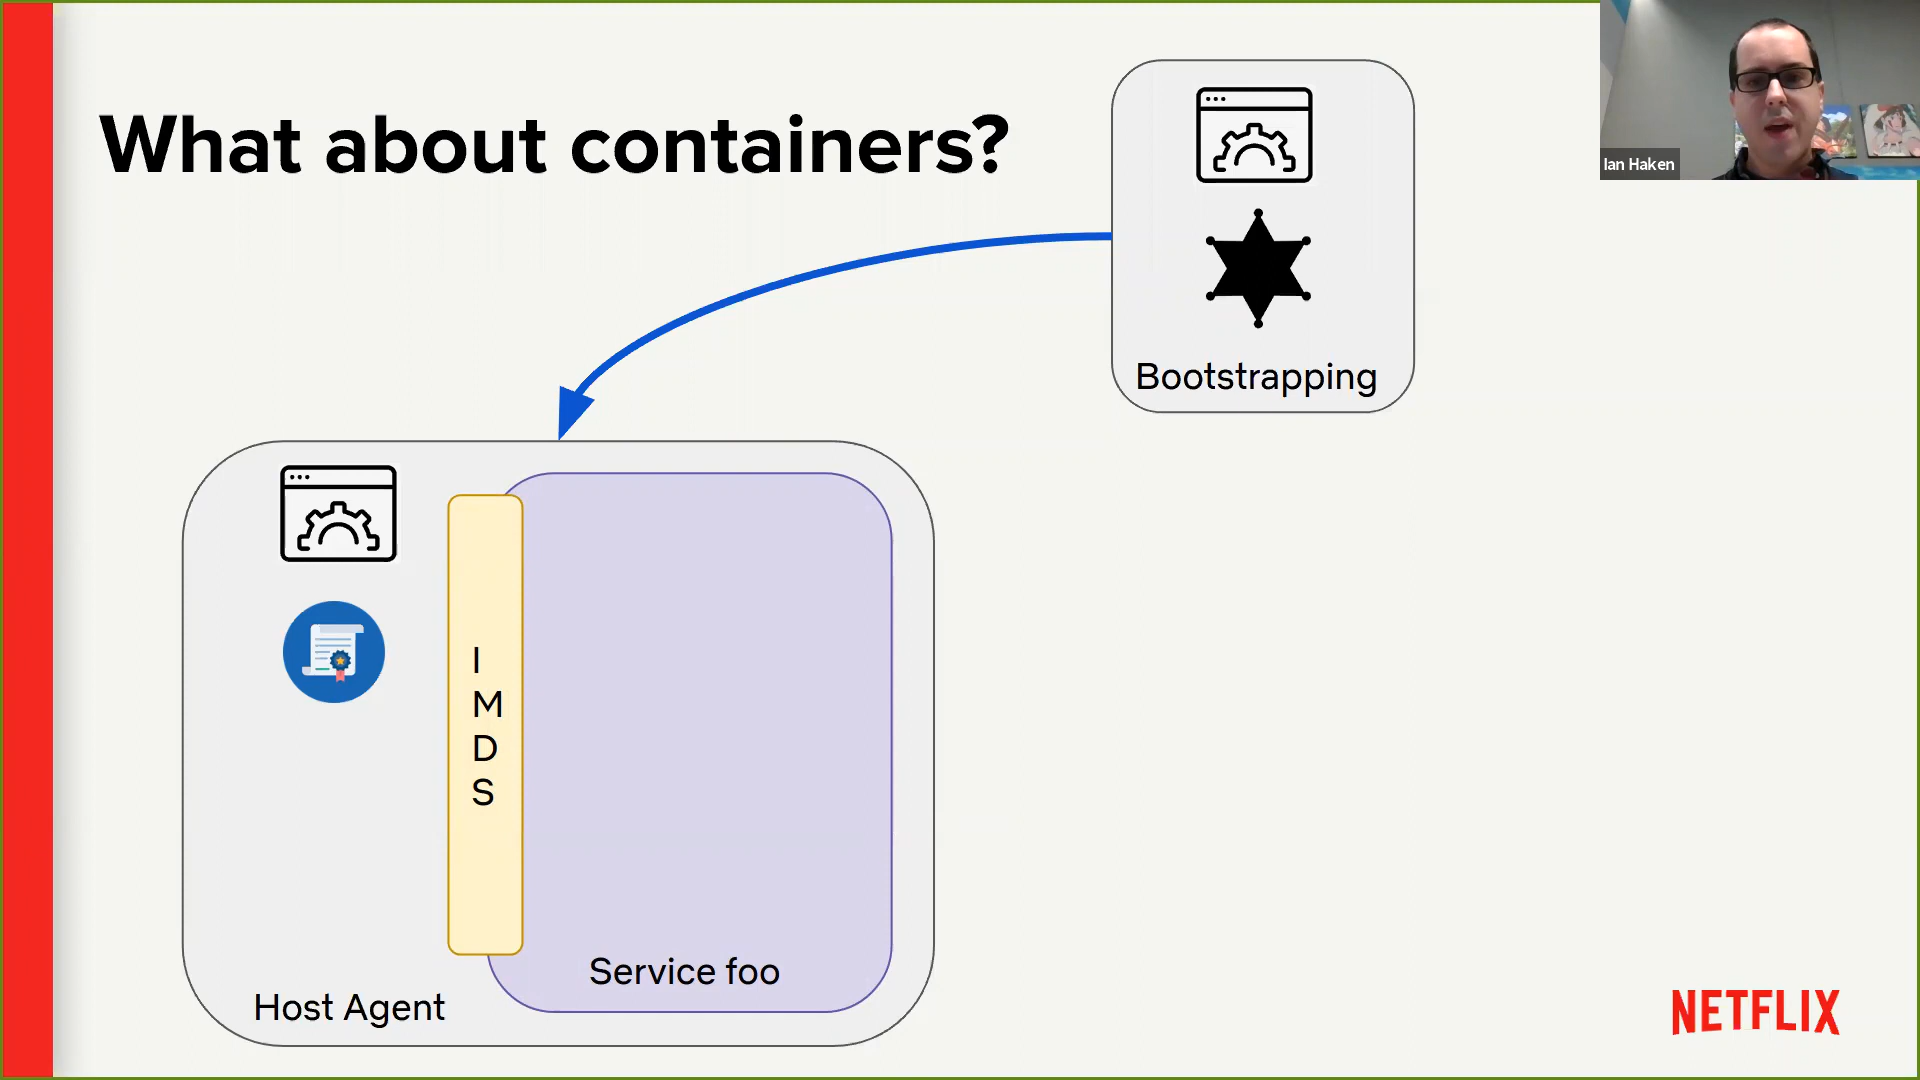 What about containers?
Ian Haken
Bootstrapping
I
M
D
S
Service foo
Host Agent
NETFLIX